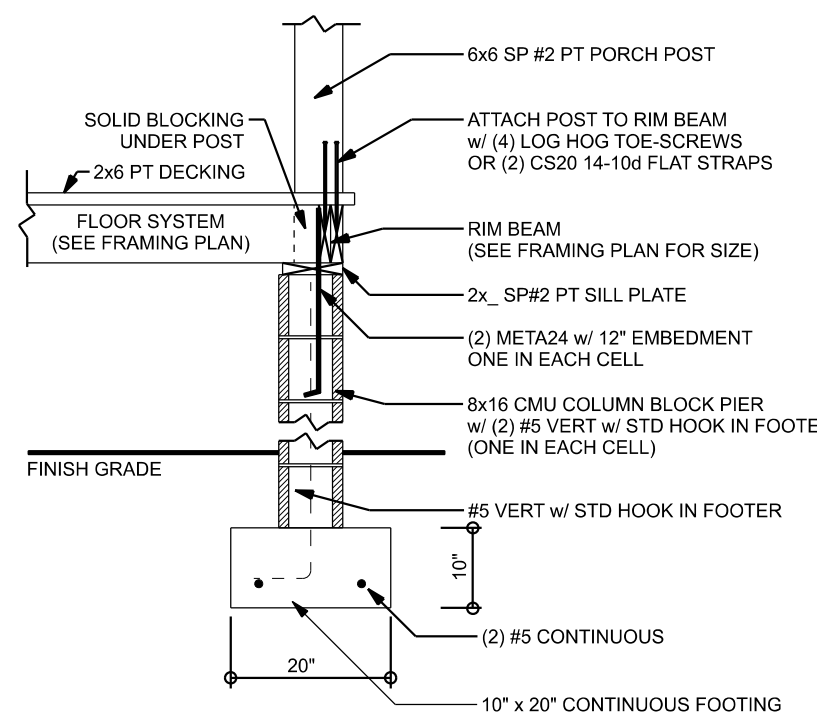 6x6 SP #2 PT PORCH POST
SOLID BLOCKING
UNDER POST
2x6 PT DECKING
ATTACH POST TO RIM BEAM
w/ (4) LOG HOG TOE-SCREWS
OR (2) CS20 14-10d FLAT STRAPS
FLOOR SYSTEM
(SEE FRAMING PLAN)
RIM BEAM
(SEE FRAMING PLAN FOR SIZE)
2x_ SP#2 PT SILL PLATE
(2) META24 w/ 12" EMBEDMENT
ONE IN EACH CELL
8x16 CMU COLUMN BLOCK PIER
w/ (2) #5 VERT w/ STD HOOK IN FOOTE
(ONE IN EACH CELL)
FINISH GRADE
#5 VERT w/ STD HOOK IN FOOTER
10"
(2) #5 CONTINUOUS
20"
10" x 20" CONTINUOUS FOOTING